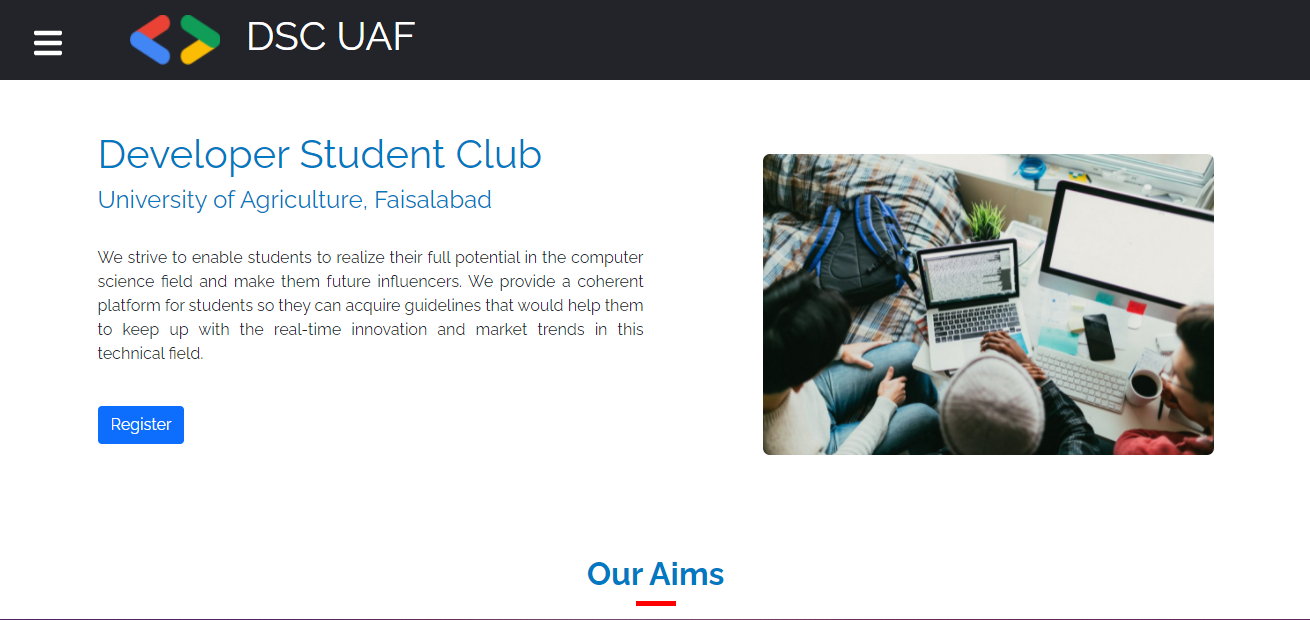 DSC UAF
Developer Student Club
University of Agriculture, Faisalabad
We strive to enable students to realize their full potential in the computer
science field and make them future influencers. We provide a coherent
platform for students so they can acquire guidelines that would help them
to keep up with the real-time innovation and market trends in this
technical field.
Register
Our Aims